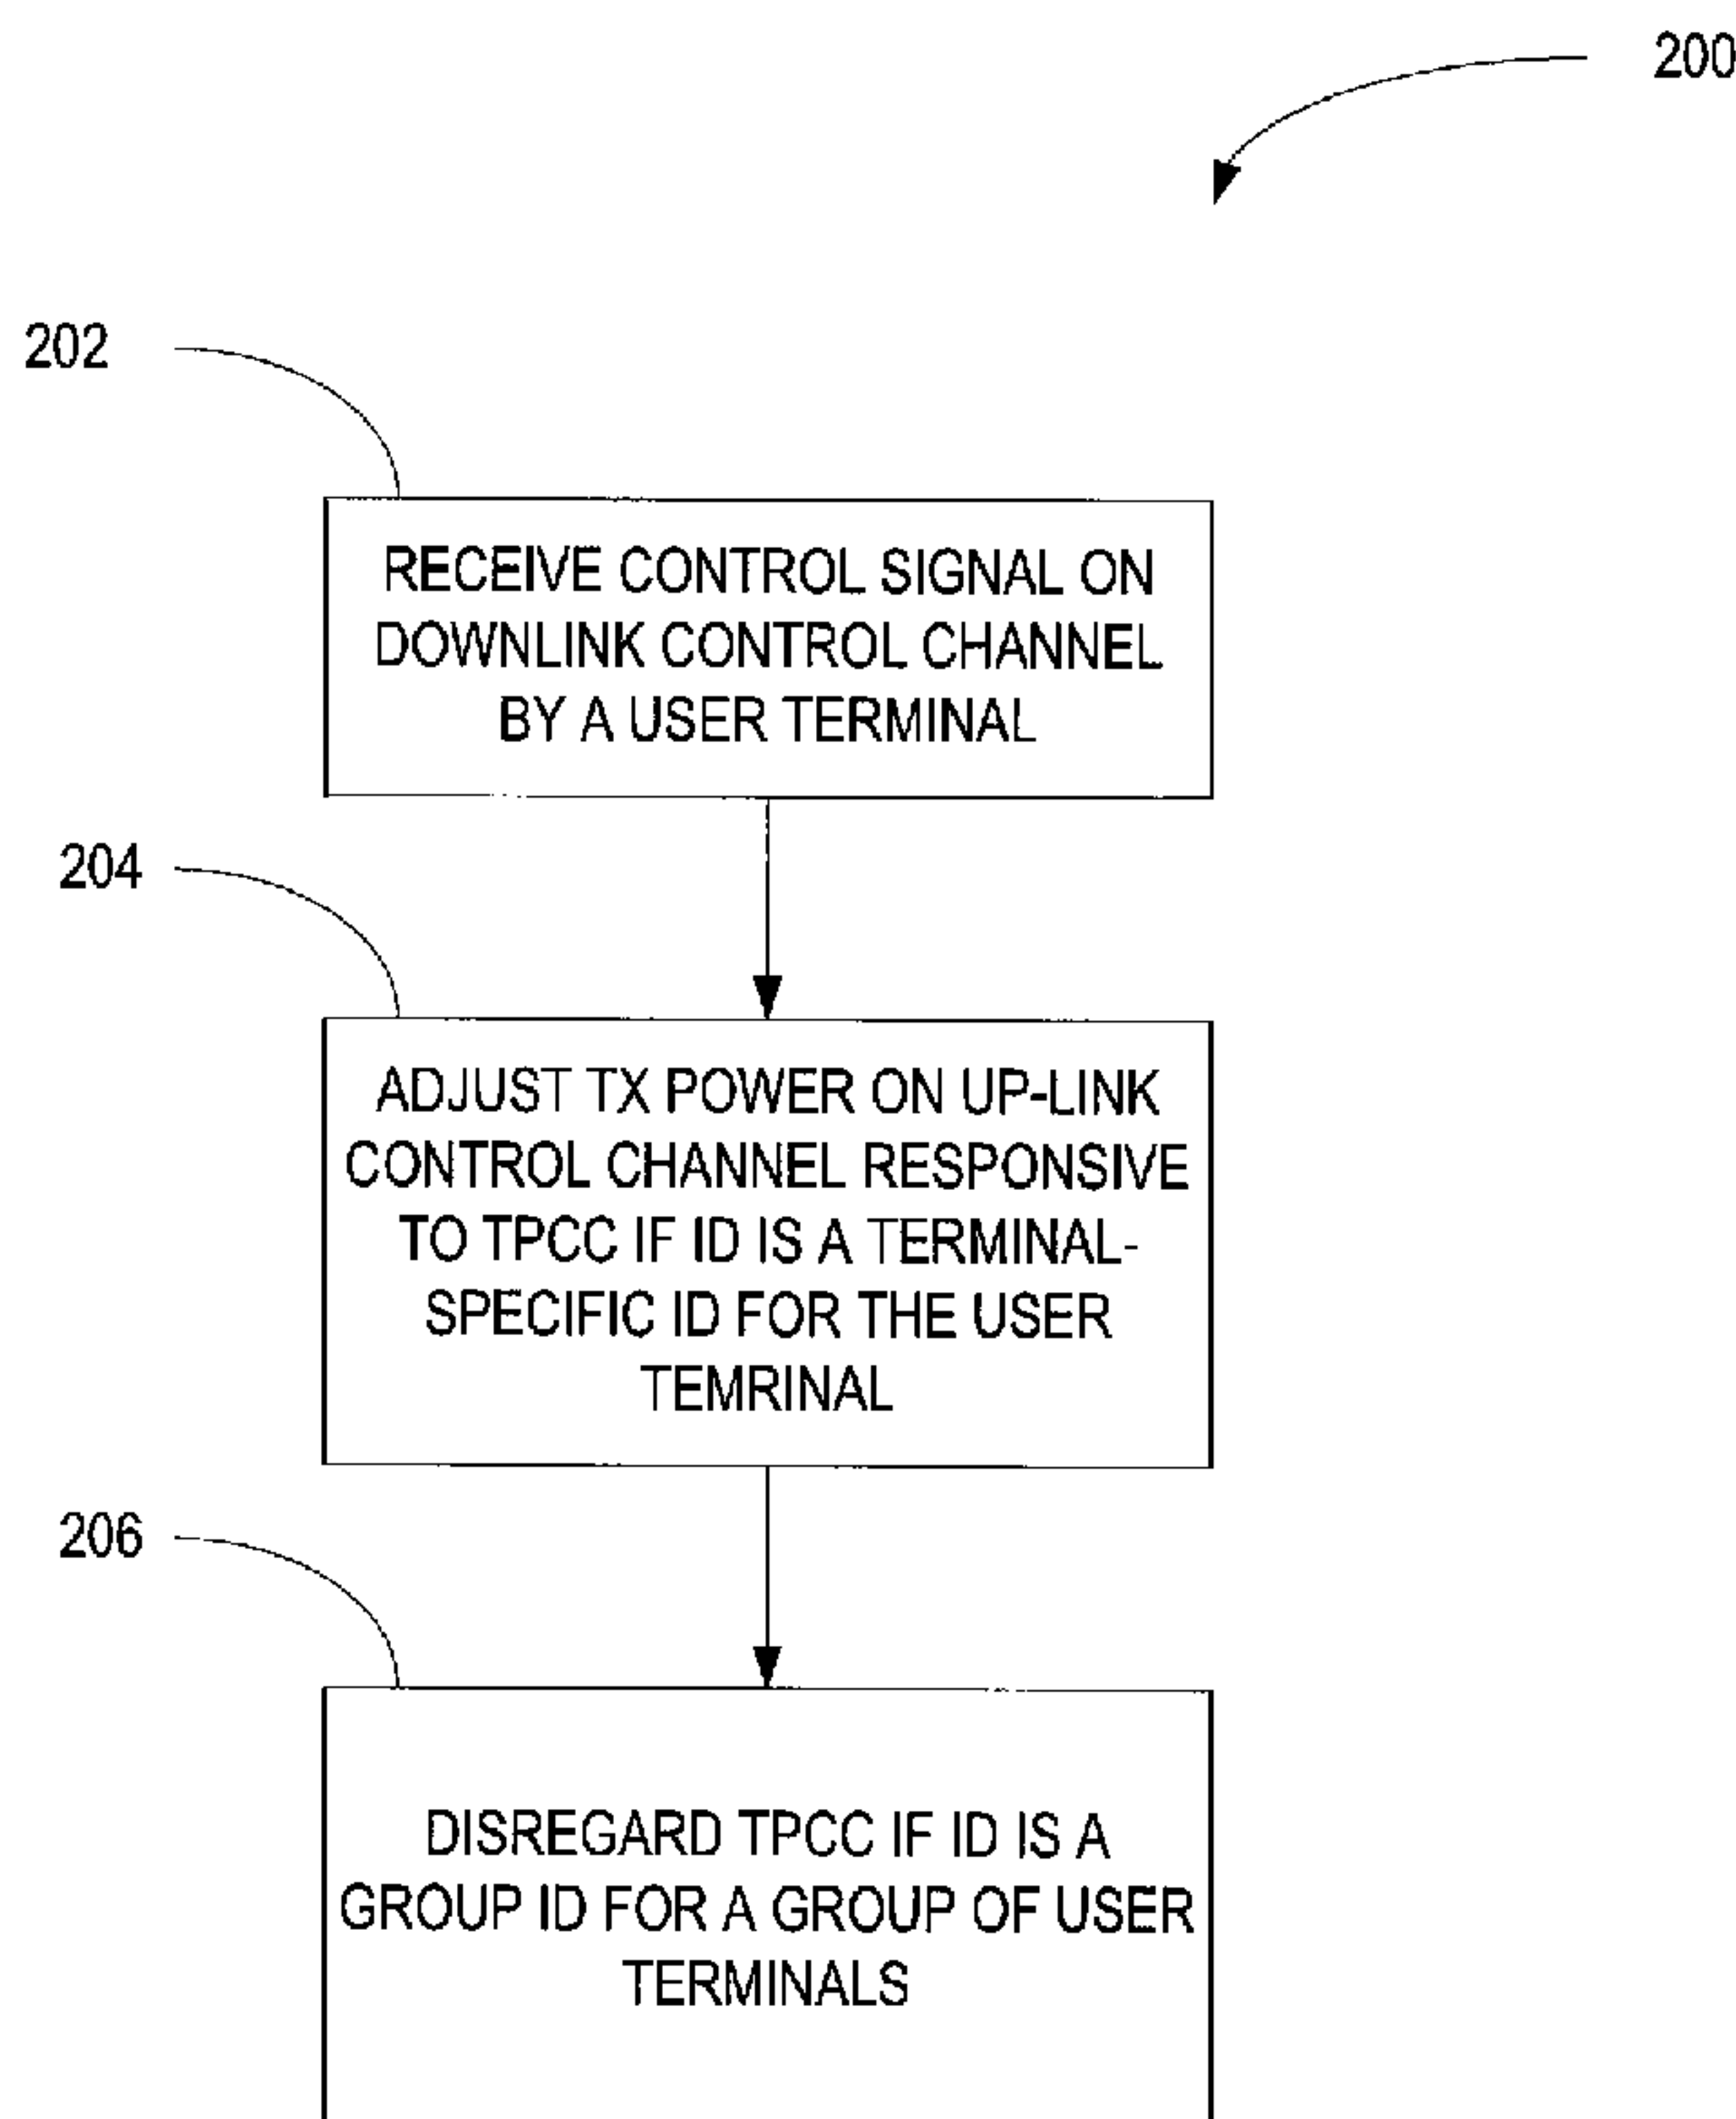 200
202
RECEIVE CONTROL SIGNAL ON
DOWNLINK CONTROL CHANNEL
BY A USER TERMINAL
204
ADJUST TX POWER ON UP-LINK
CONTROL CHANNEL RESPONSIVE
TO TPCC IF ID IS A TERMINAL-
SPECIFIC ID FOR THE USER
TEMRINAL
206
DISREGARD TPCC IF ID IS A
GROUP ID FOR A GROUP OF USER
TERMINALS